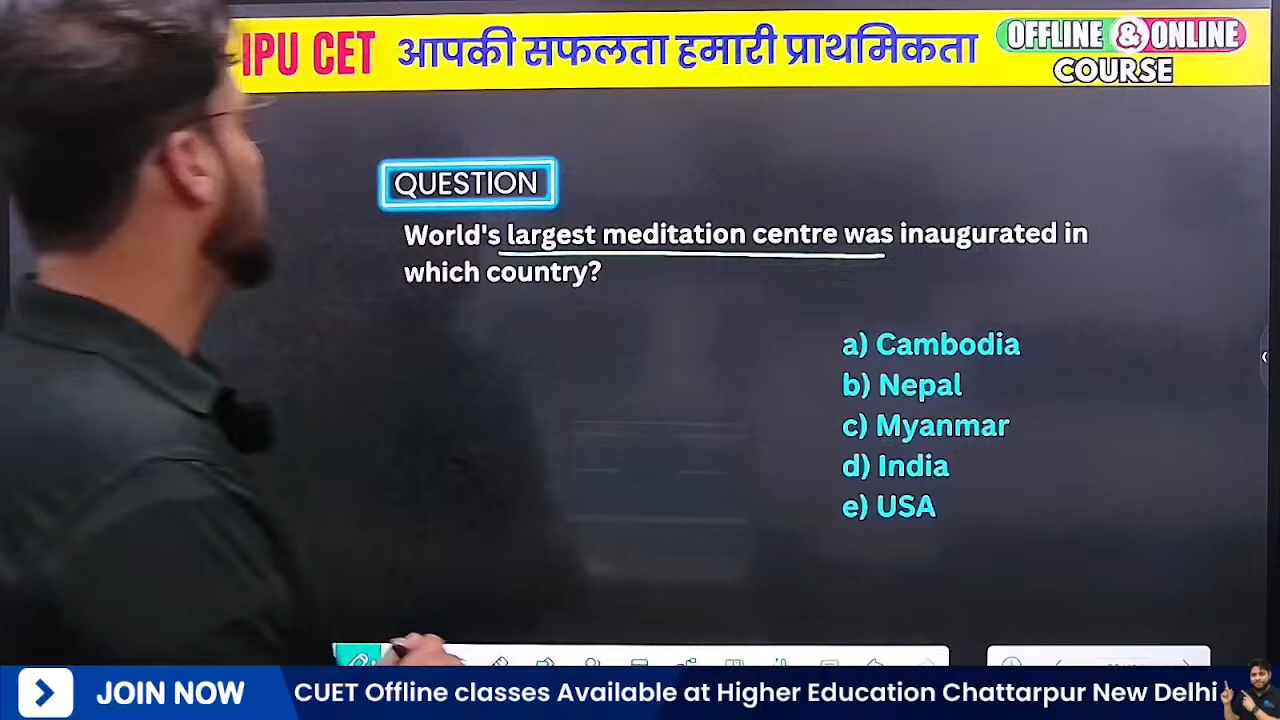 IPU CET आपकी सफलता हमारी प्राथमिकता OFFLINE & ONLINE
COURSE
QUESTION
World's largest meditation centre was inaugurated in
which country?
a) Cambodia
b) Nepal
c) Myanmar
d) India
e) USA
JOIN NOW CUET Offline classes Available at Higher Education Chattarpur New Delhi